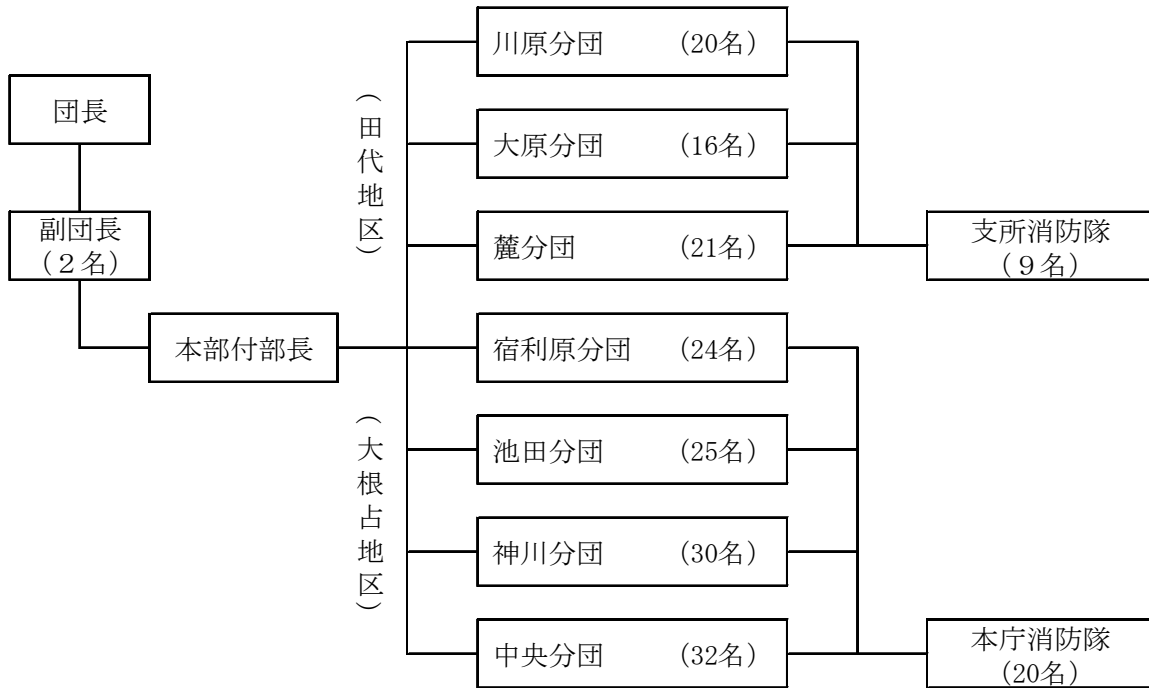 団長
副団長
(２名)
本部付部長
(田代地区)
(大根占地区)
川原分団 (20名)
大原分団 (16名)
麓分団 (21名)
宿利原分団 (24名)
池田分団 (25名)
神川分団 (30名)
中央分団 (32名)
支所消防隊
(９名)
本庁消防隊
(20名)